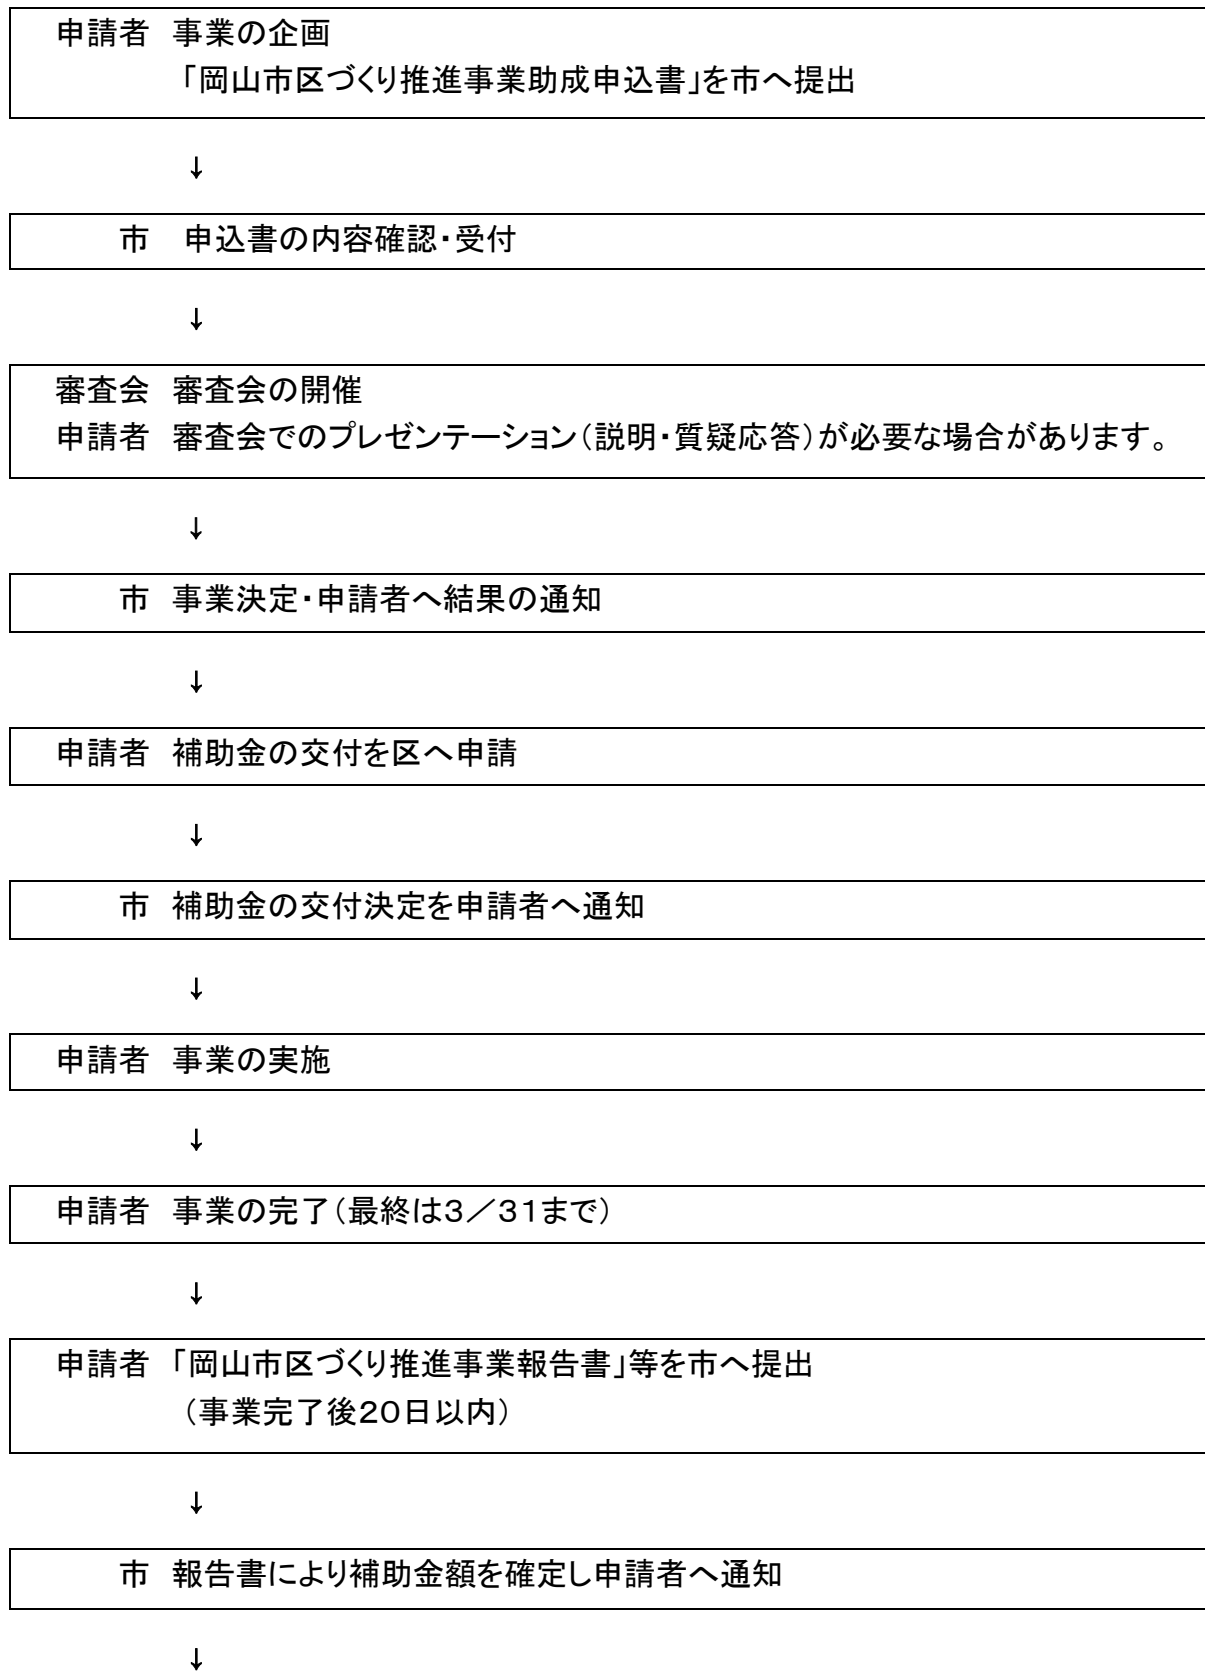 申請者 事業の企画
「岡山市区づくり推進事業助成申込書」を市へ提出
↓
市 申込書の内容確認・受付
↓
審査会 審査会の開催
申請者 審査会でのプレゼンテーション(説明・質疑応答)が必要な場合があります。
↓
市 事業決定・申請者へ結果の通知
↓
申請者 補助金の交付を区へ申請
↓
市 補助金の交付決定を申請者へ通知
↓
申請者 事業の実施
↓
申請者 事業の完了(最終は3/31まで)
↓
申請者 「岡山市区づくり推進事業報告書」等を市へ提出
(事業完了後20日以内)
↓
市 報告書により補助金額を確定し申請者へ通知
↓